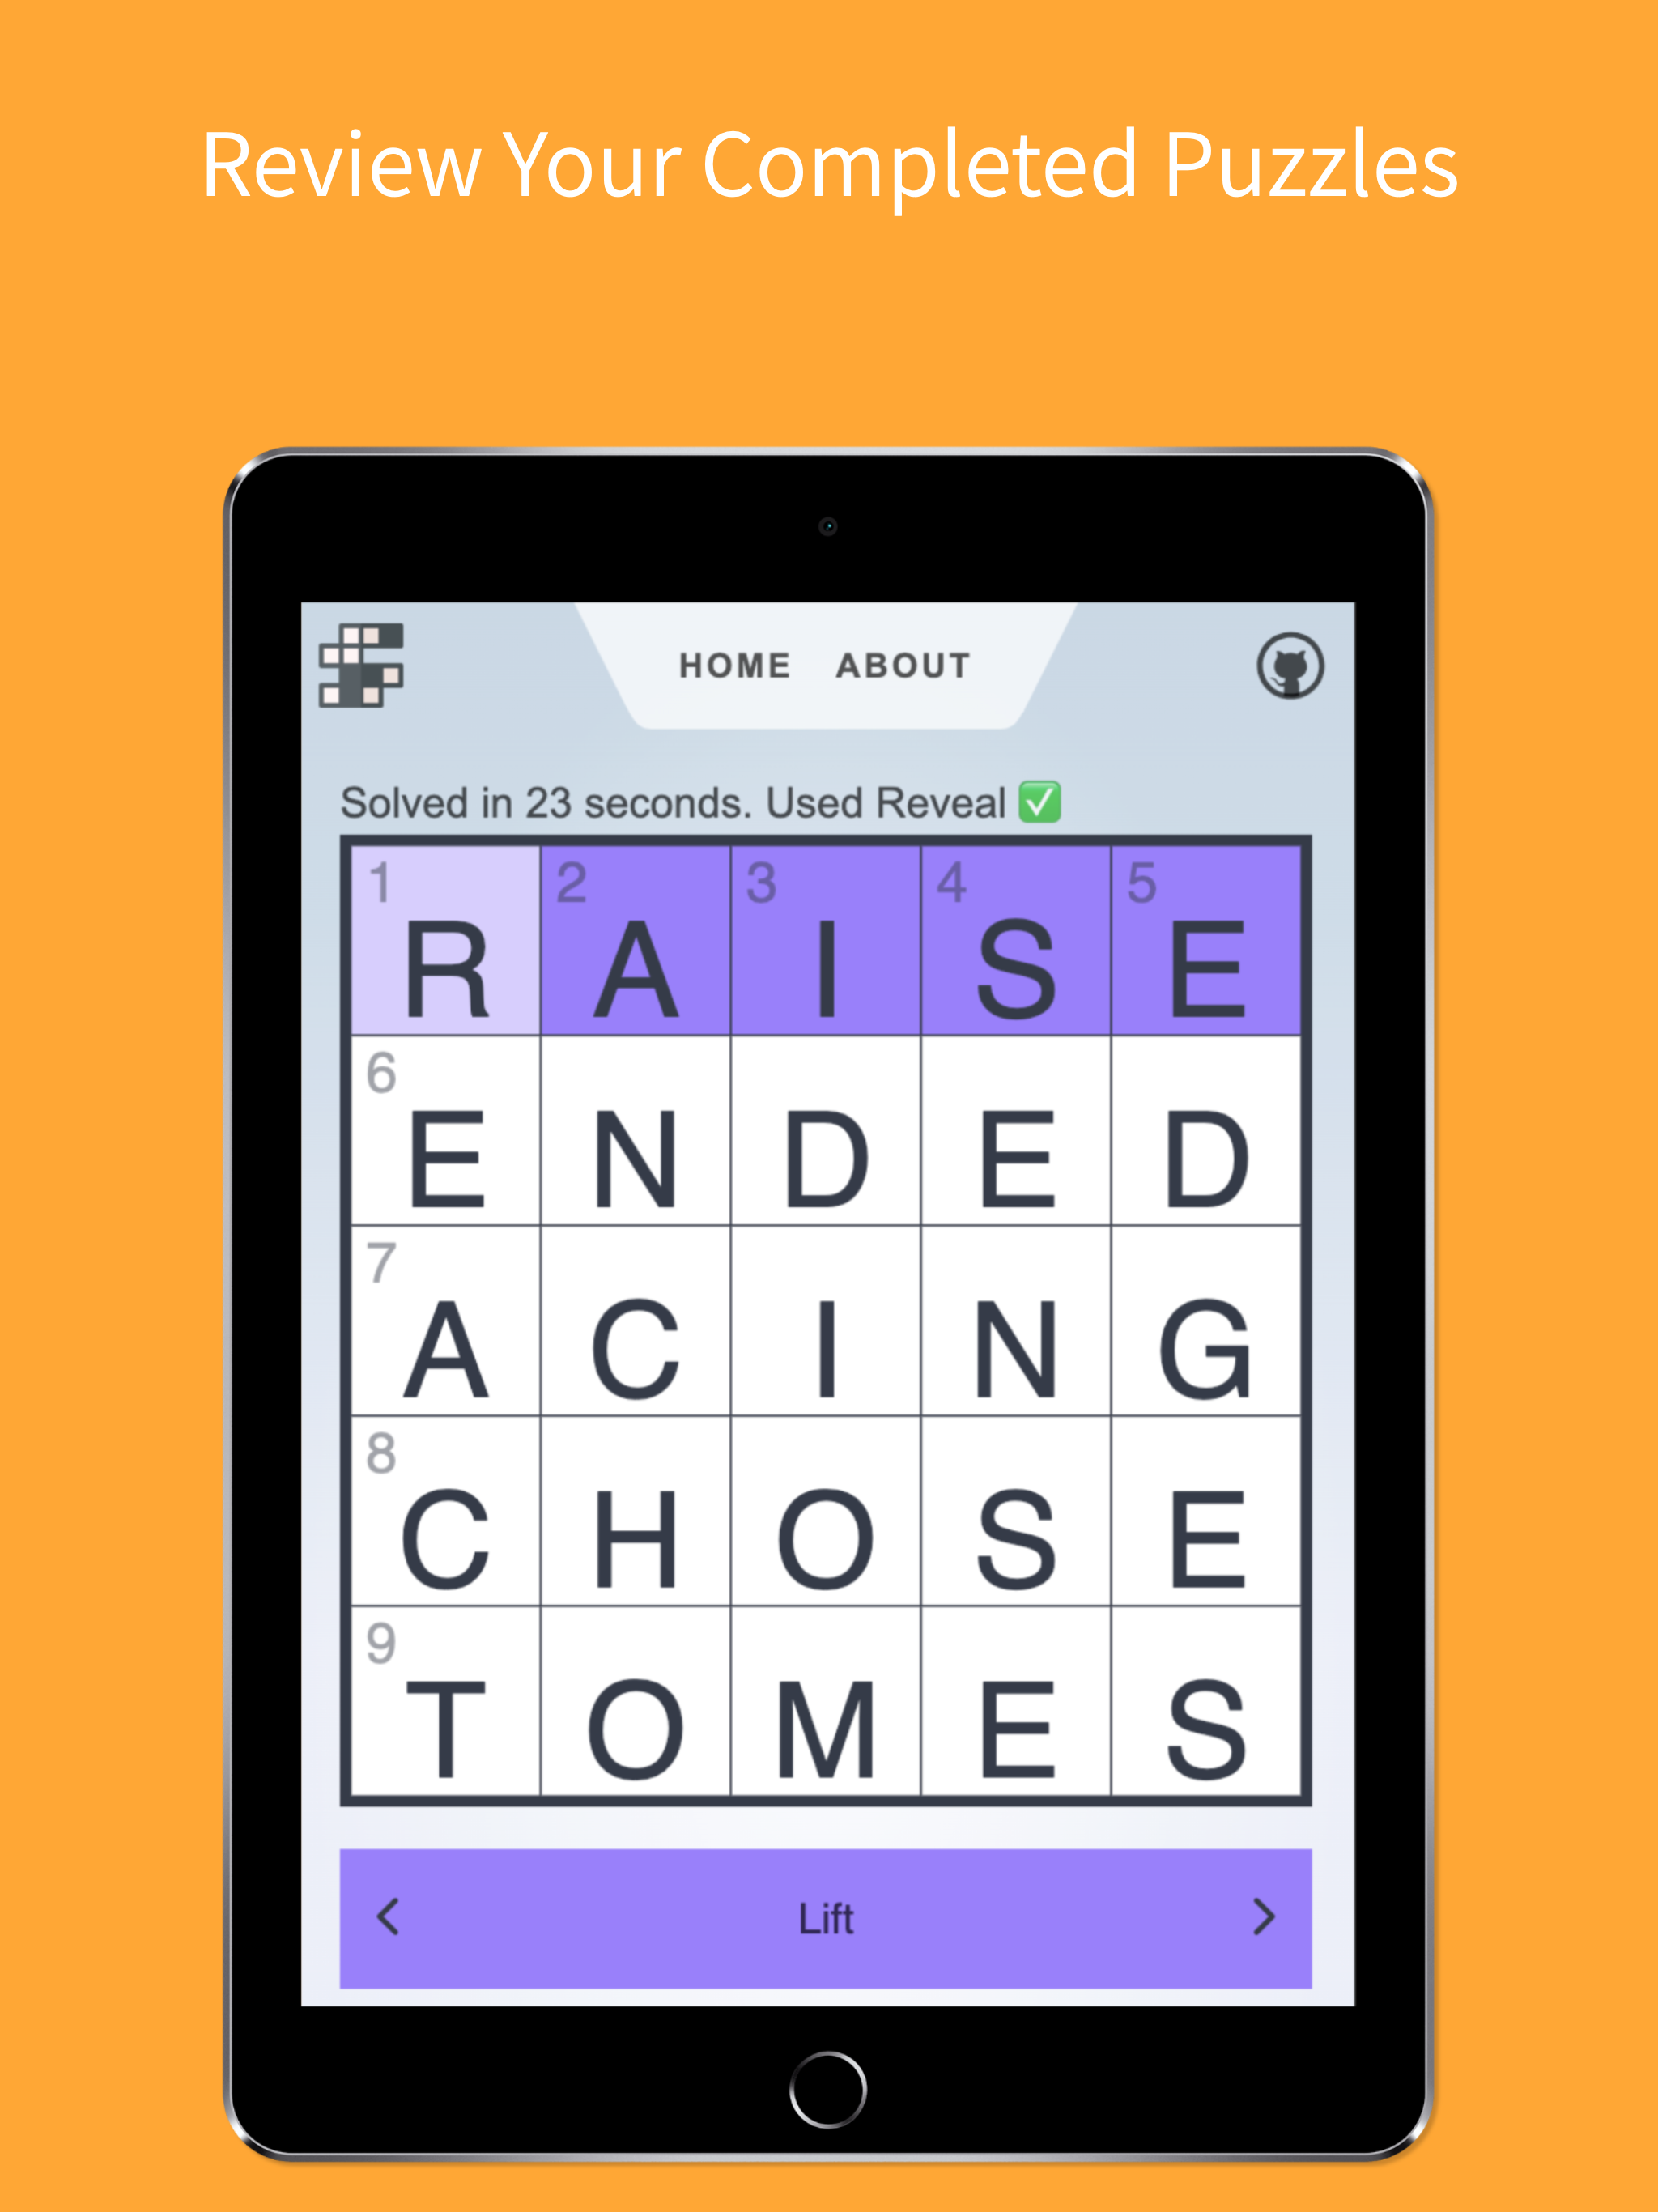 Review Your Completed Puzzles
HOME ABOUT
Solved in 23 seconds. Used Reveal ✅
1 2 3 4 5
R A I S E
6
E N D E D
7
A C I N G
8
C H O S E
9
T O M E S
< Lift >